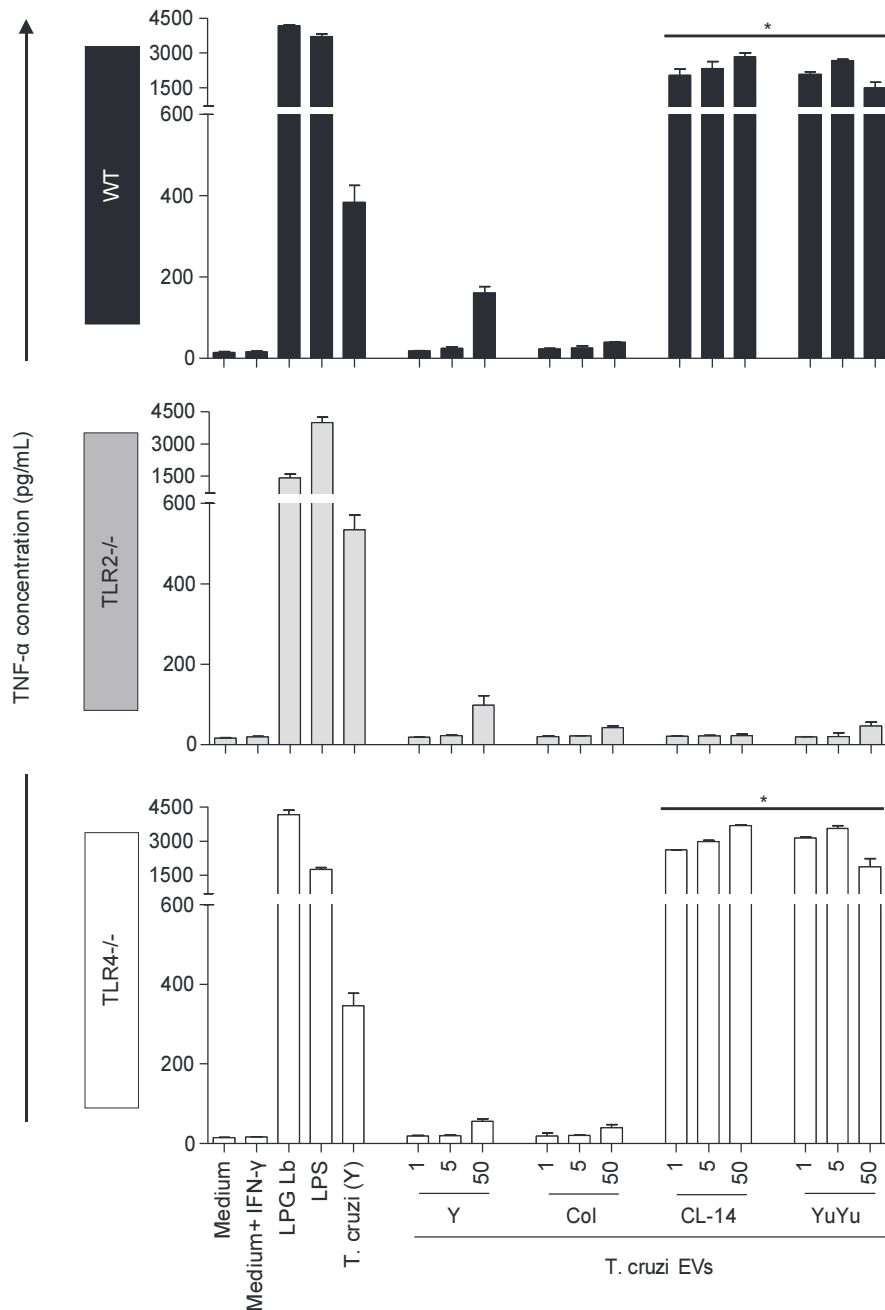 TNF-α concentration (pg/mL)
WT
*
4500
3000
1500
600
400
200
0
TLR2-/-
4500
3000
1500
600
400
200
0
TLR4-/-
*
4500
3000
1500
600
400
200
0
Medium
Medium+ IFN-γ
LPG Lb
LPS
T. cruzi (Y)
1 5 50 1 5 50 1 5 50 1 5 50
Y Col CL-14 YuYu
T. cruzi EVs